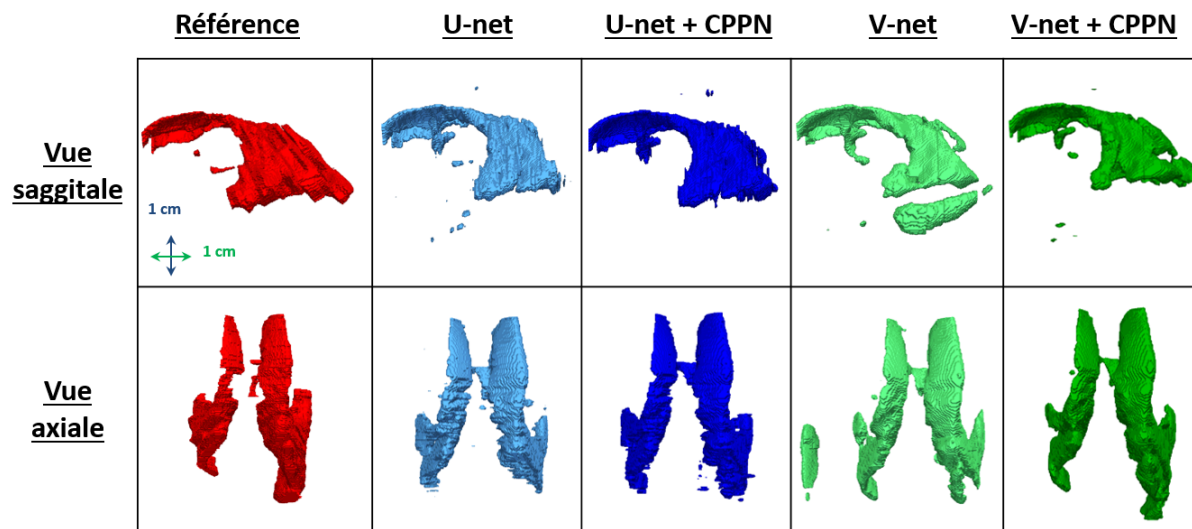 Référence U-net U-net + CPPN V-net V-net + CPPN
Vue
saggitale
1 cm
1 cm
Vue
axiale